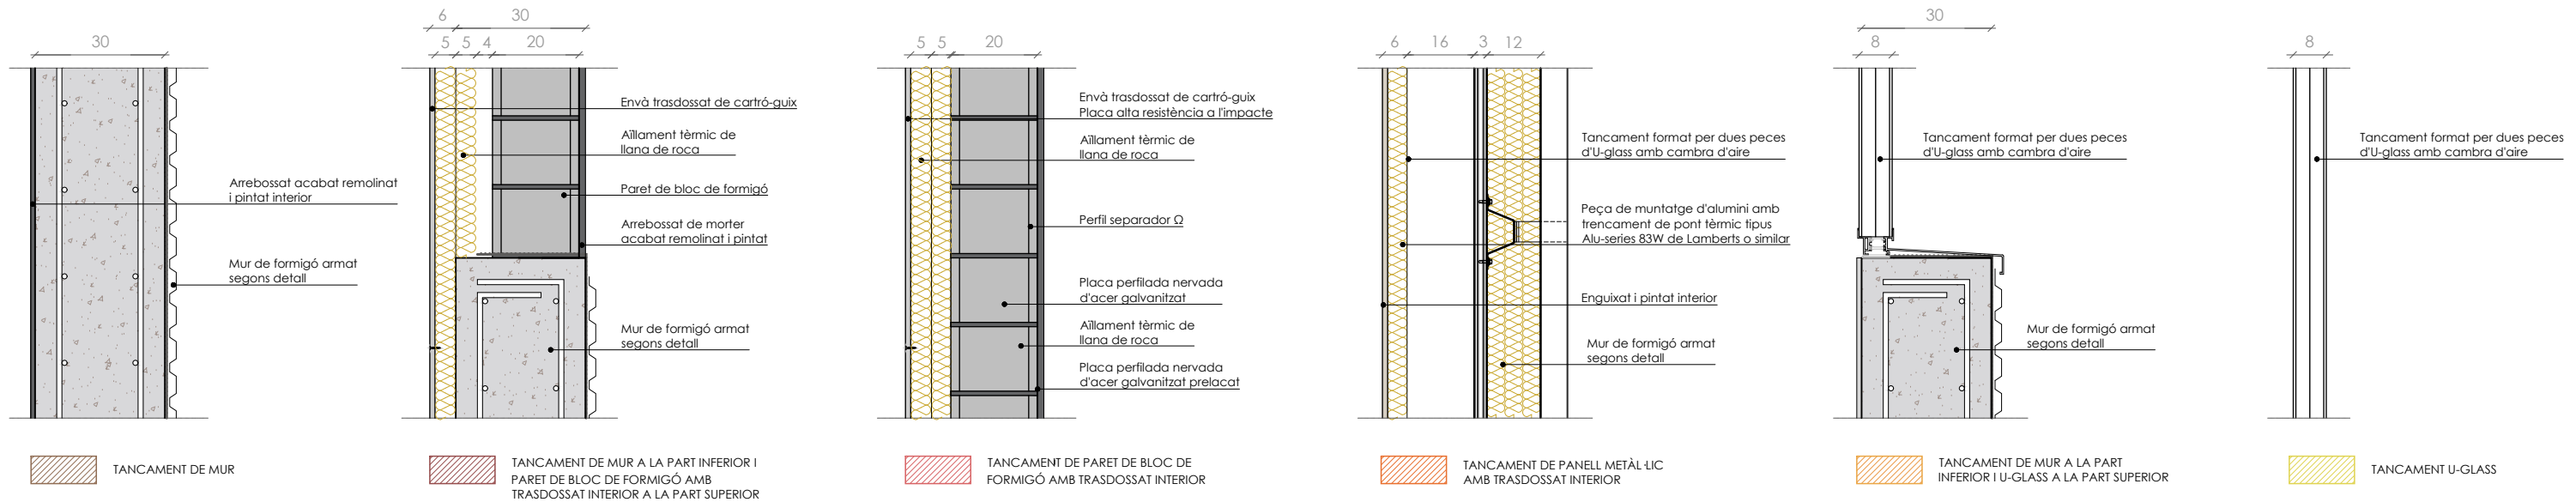 30
Arrebossat acabat remolinat
i pintat interior
Mur de formigó armat
segons detall
TANCAMENT DE MUR
6 30
5 5 4 20
Envà trasdossat de cartró-guix
Aïllament tèrmic de
llana de roca
Paret de bloc de formigó
Arrebossat de morter
acabat remolinat i pintat
Mur de formigó armat
segons detall
TANCAMENT DE MUR A LA PART INFERIOR I
PARET DE BLOC DE FORMIGÓ AMB
TRASDOSSAT INTERIOR A LA PART SUPERIOR
5 5 20
Envà trasdossat de cartró-guix
Placa alta resistència a l'impacte
Aïllament tèrmic de
llana de roca
Perfil separador Ω
Placa perfilada nervada
d'acer galvanitzat
Aïllament tèrmic de
llana de roca
Placa perfilada nervada
d'acer galvanitzat prelacat
TANCAMENT DE PARET DE BLOC DE
FORMIGÓ AMB TRASDOSSAT INTERIOR
6 16 3 12
Tancament format per dues peces
d'U-glass amb cambra d'aire
Peça de muntatge d'alumini amb
trencament de pont tèrmic tipus
Alu-series 83W de Lamberts o similar
Enguixat i pintat interior
Mur de formigó armat
segons detall
TANCAMENT DE PANELL METÀL·LIC
AMB TRASDOSSAT INTERIOR
30
8
Tancament format per dues peces
d'U-glass amb cambra d'aire
Mur de formigó armat
segons detall
TANCAMENT DE MUR A LA PART
INFERIOR I U-GLASS A LA PART SUPERIOR
8
Tancament format per dues peces
d'U-glass amb cambra d'aire
TANCAMENT U-GLASS